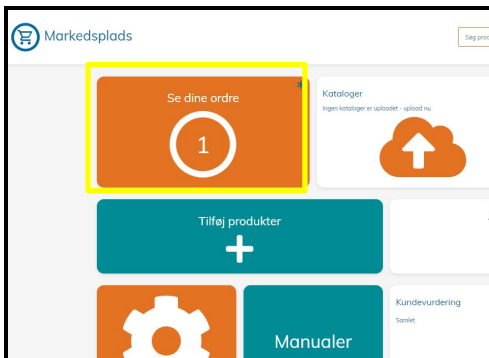 Markedsplads
Søg prod
Se dine ordre
1
Kataloger
Ingen kataloger er uploadet - upload nu
Tilføj produkter
Kundevurdering
Samlet
Manualer